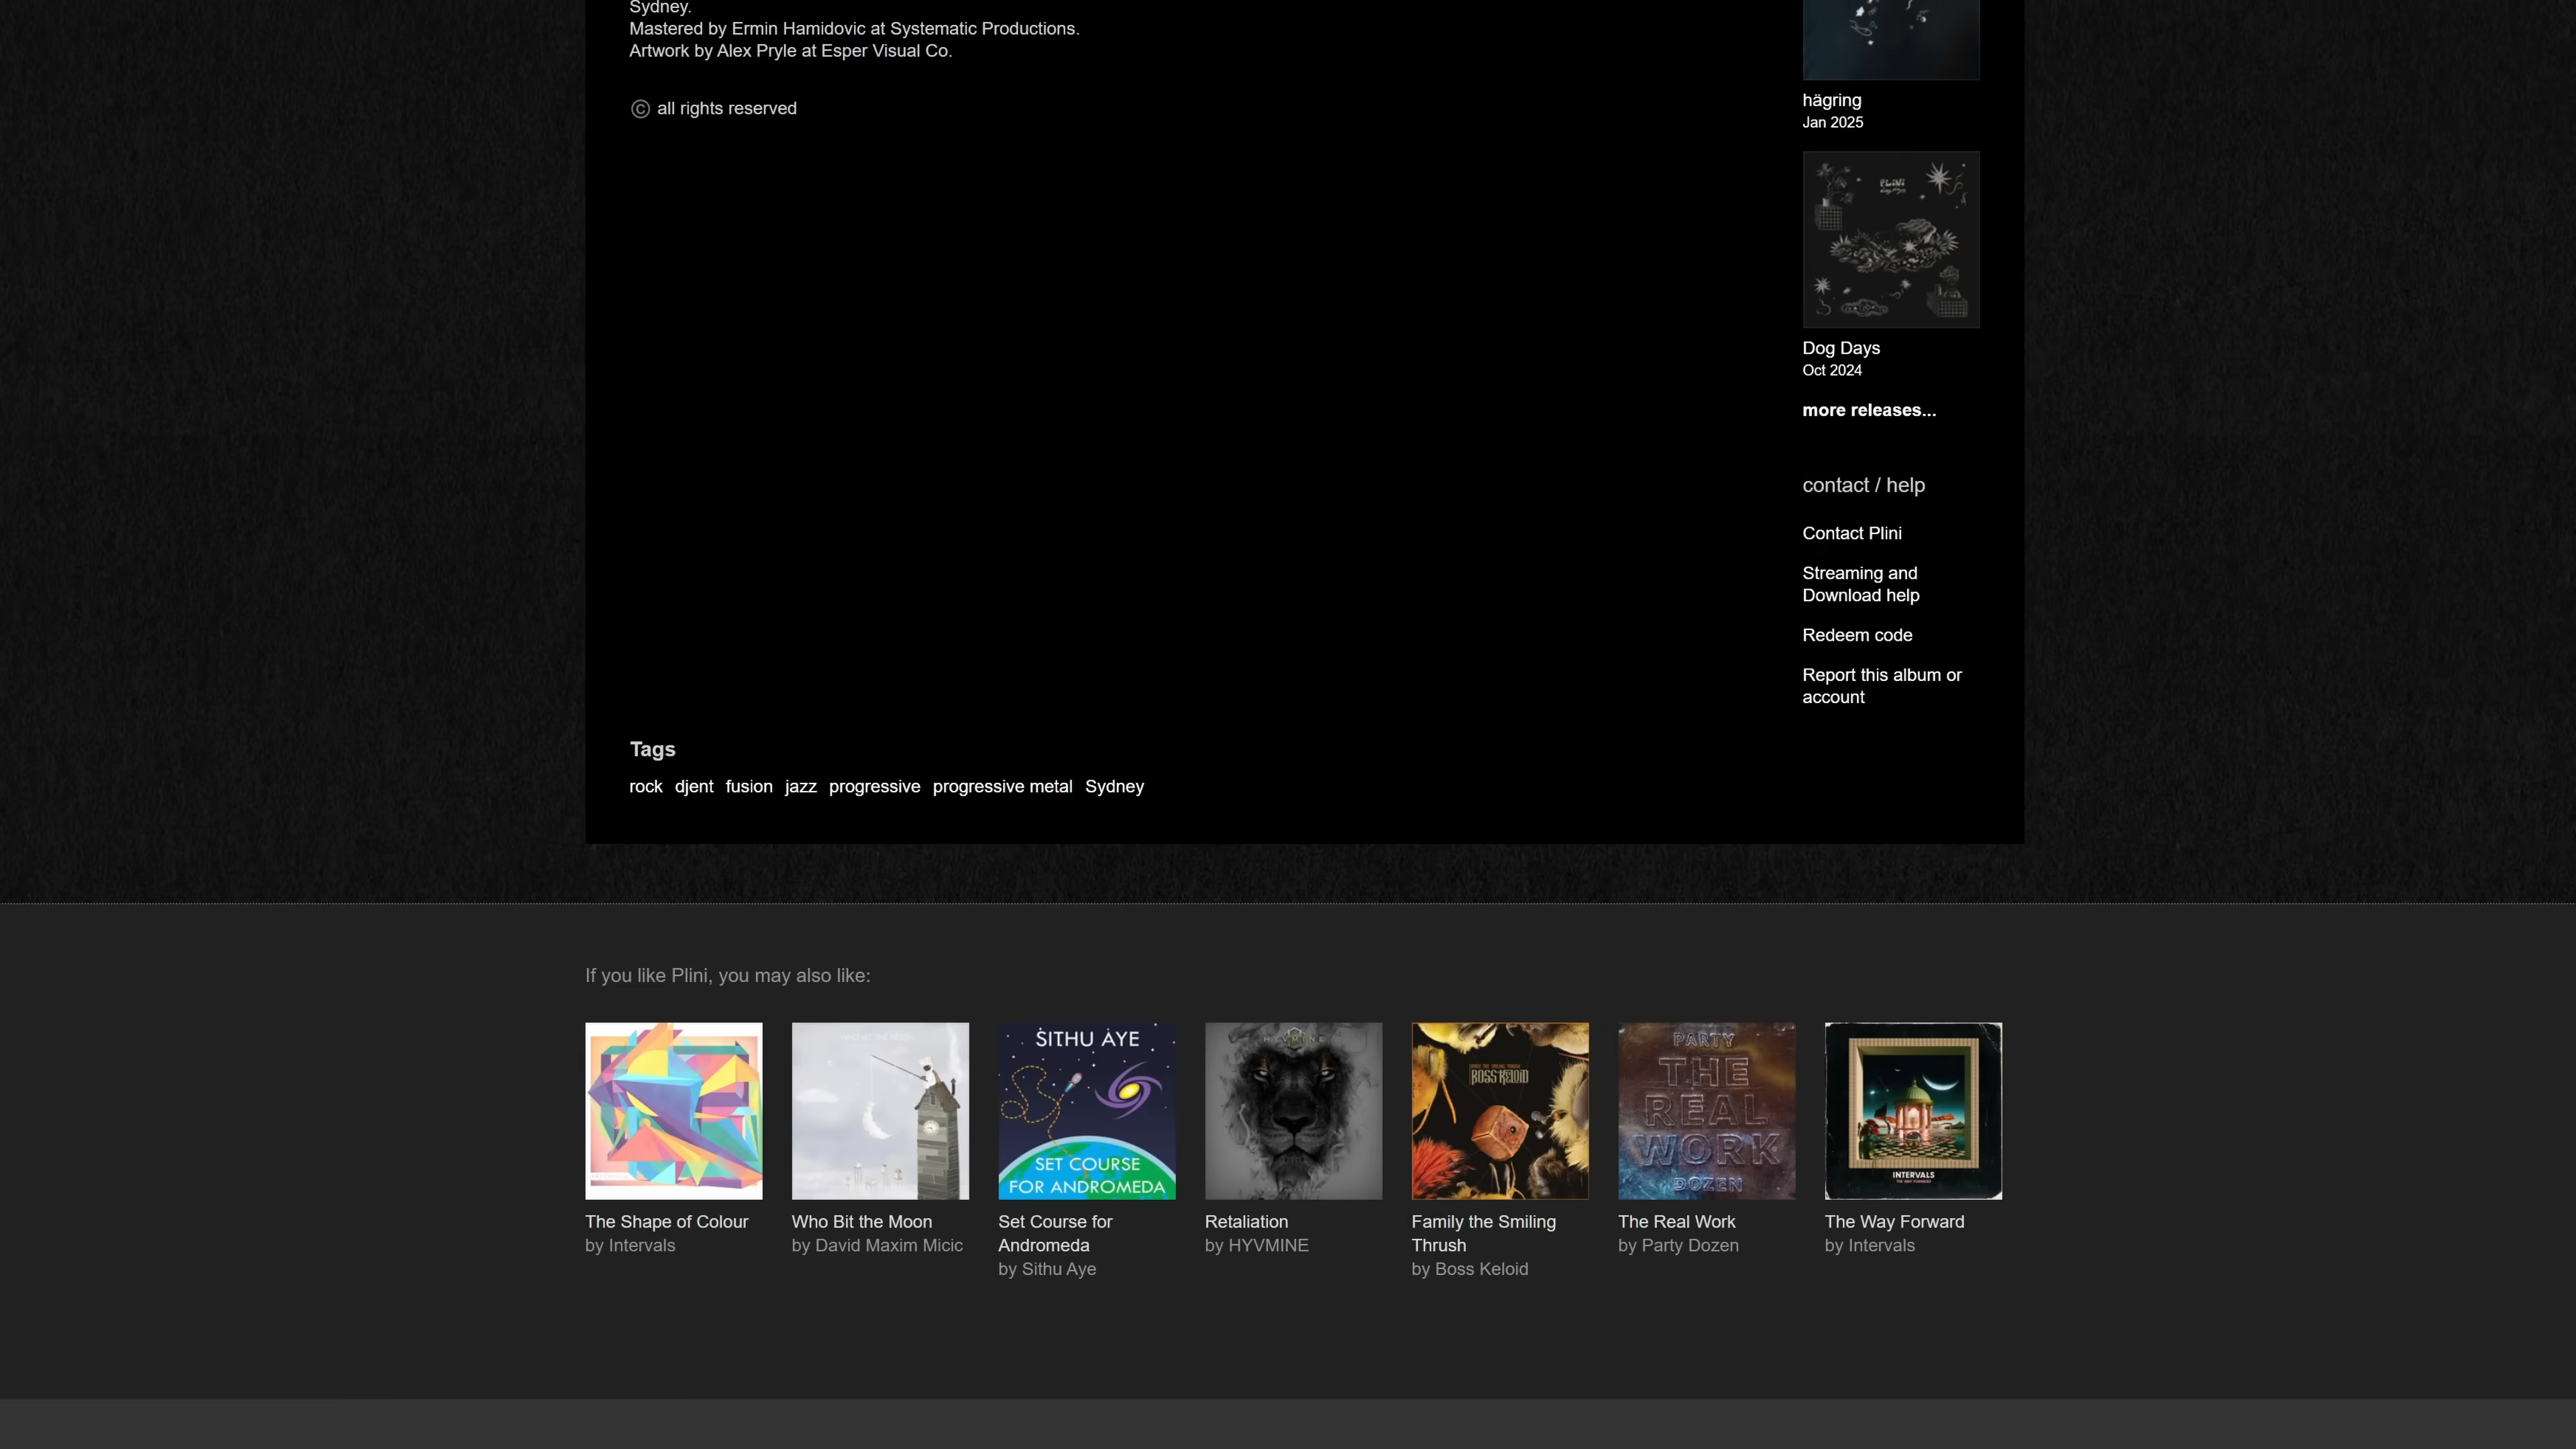 Sydney.
Mastered by Ermin Hamidovic at Systematic Productions.
Artwork by Alex Pryle at Esper Visual Co.
© all rights reserved
hägring
Jan 2025
PLINI
Dog Days
Oct 2024
more releases...
contact / help
Contact Plini
Streaming and
Download help
Redeem code
Report this album or
account
Tags
rock djent fusion jazz progressive progressive metal Sydney
If you like Plini, you may also like:
SITHU AYE
SET COURSE
FOR ANDROMEDA
HYVMINE
BOSS KELOID
PARTY
THE
REAL
WORK
DOZEN
INTERVALS
THE WAY FORWARD
The Shape of Colour
by Intervals
Who Bit the Moon
by David Maxim Micic
Set Course for
Andromeda
by Sithu Aye
Retaliation
by HYVMINE
Family the Smiling
Thrush
by Boss Keloid
The Real Work
by Party Dozen
The Way Forward
by Intervals